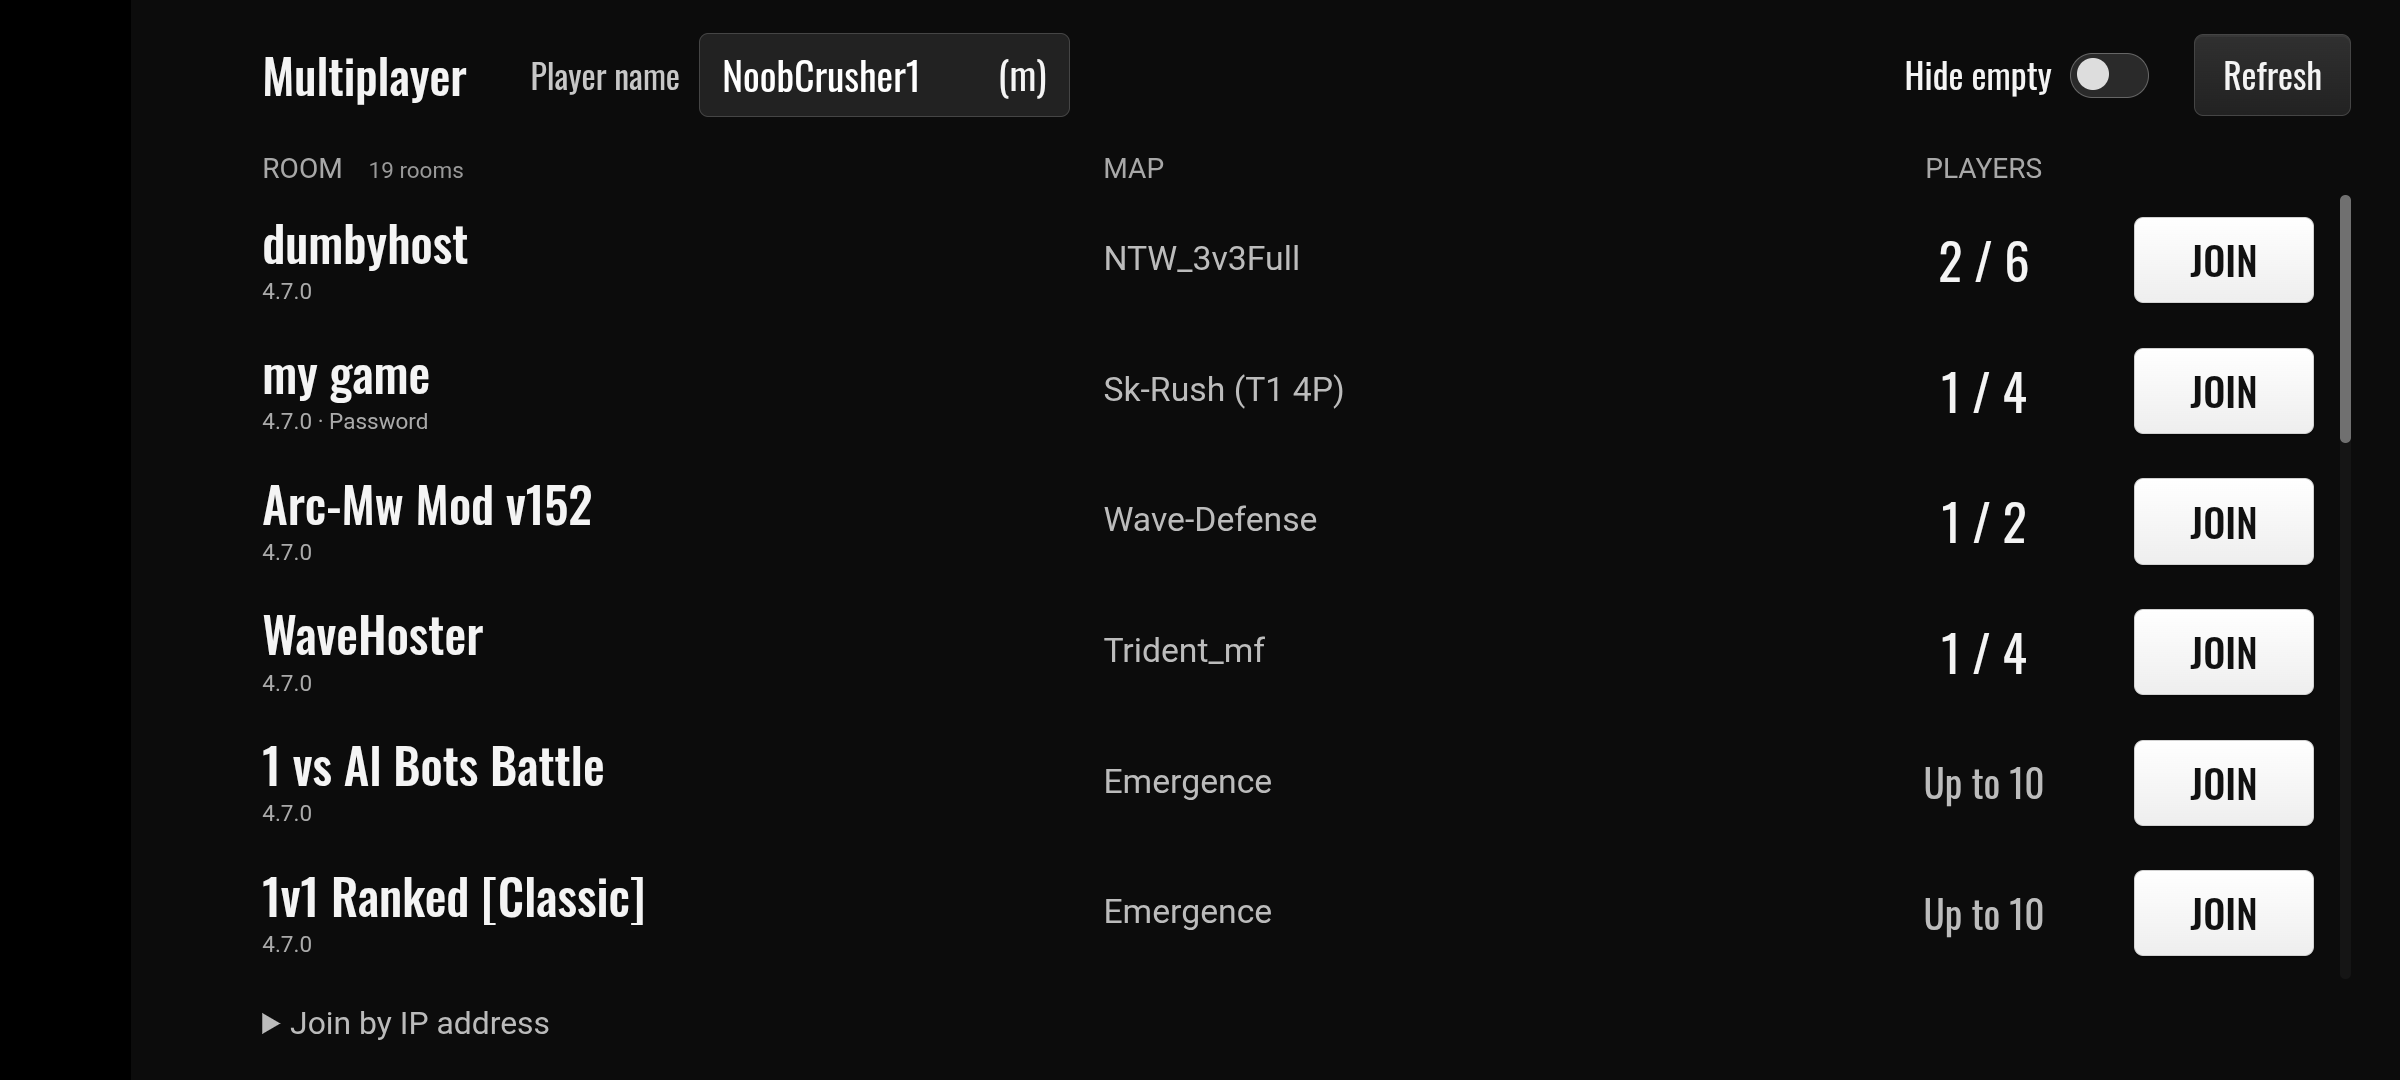 Multiplayer Player name NoobCrusher1 (m) Hide empty Refresh
ROOM 19 rooms MAP PLAYERS
dumbyhost
4.7.0
NTW_3v3Full
2 / 6
JOIN
my game
4.7.0 · Password
Sk-Rush (T1 4P)
1 / 4
JOIN
Arc-Mw Mod v152
4.7.0
Wave-Defense
1 / 2
JOIN
WaveHoster
4.7.0
Trident_mf
1 / 4
JOIN
1 vs AI Bots Battle
4.7.0
Emergence
Up to 10
JOIN
1v1 Ranked [Classic]
4.7.0
Emergence
Up to 10
JOIN
▶ Join by IP address